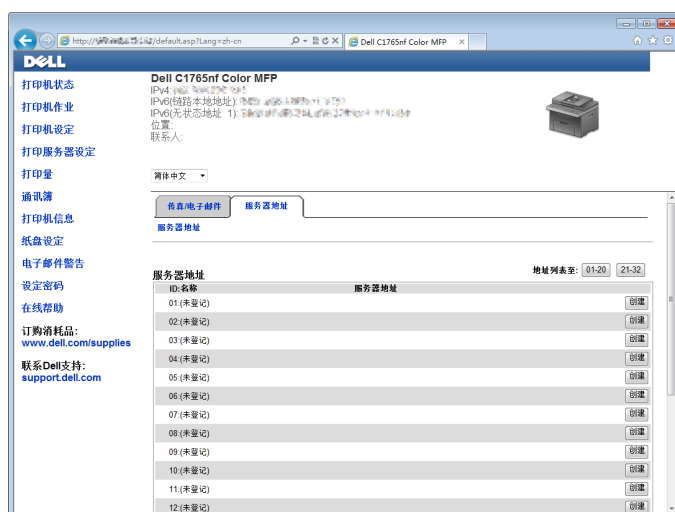 http://
/default.asp?Lang=zh-cn
Dell C1765nf Color MFP
DELL
打印机状态
打印机作业
打印机设定
打印服务器设定
打印量
通讯簿
打印机信息
纸盘设定
电子邮件警告
设定密码
在线帮助
订购消耗品:
www.dell.com/supplies
联系Dell支持:
support.dell.com
Dell C1765nf Color MFP
IPv4:
IPv6(链路本地地址):
IPv6(无状态地址 1):
位置:
联系人:
简体中文
传真/电子邮件 服务器地址
服务器地址
服务器地址 地址列表至: 01-20 21-32
ID:名称 服务器地址
01:(未登记) 创建
02:(未登记) 创建
03:(未登记) 创建
04:(未登记) 创建
05:(未登记) 创建
06:(未登记) 创建
07:(未登记) 创建
08:(未登记) 创建
09:(未登记) 创建
10:(未登记) 创建
11:(未登记) 创建
12:(未登记) 创建